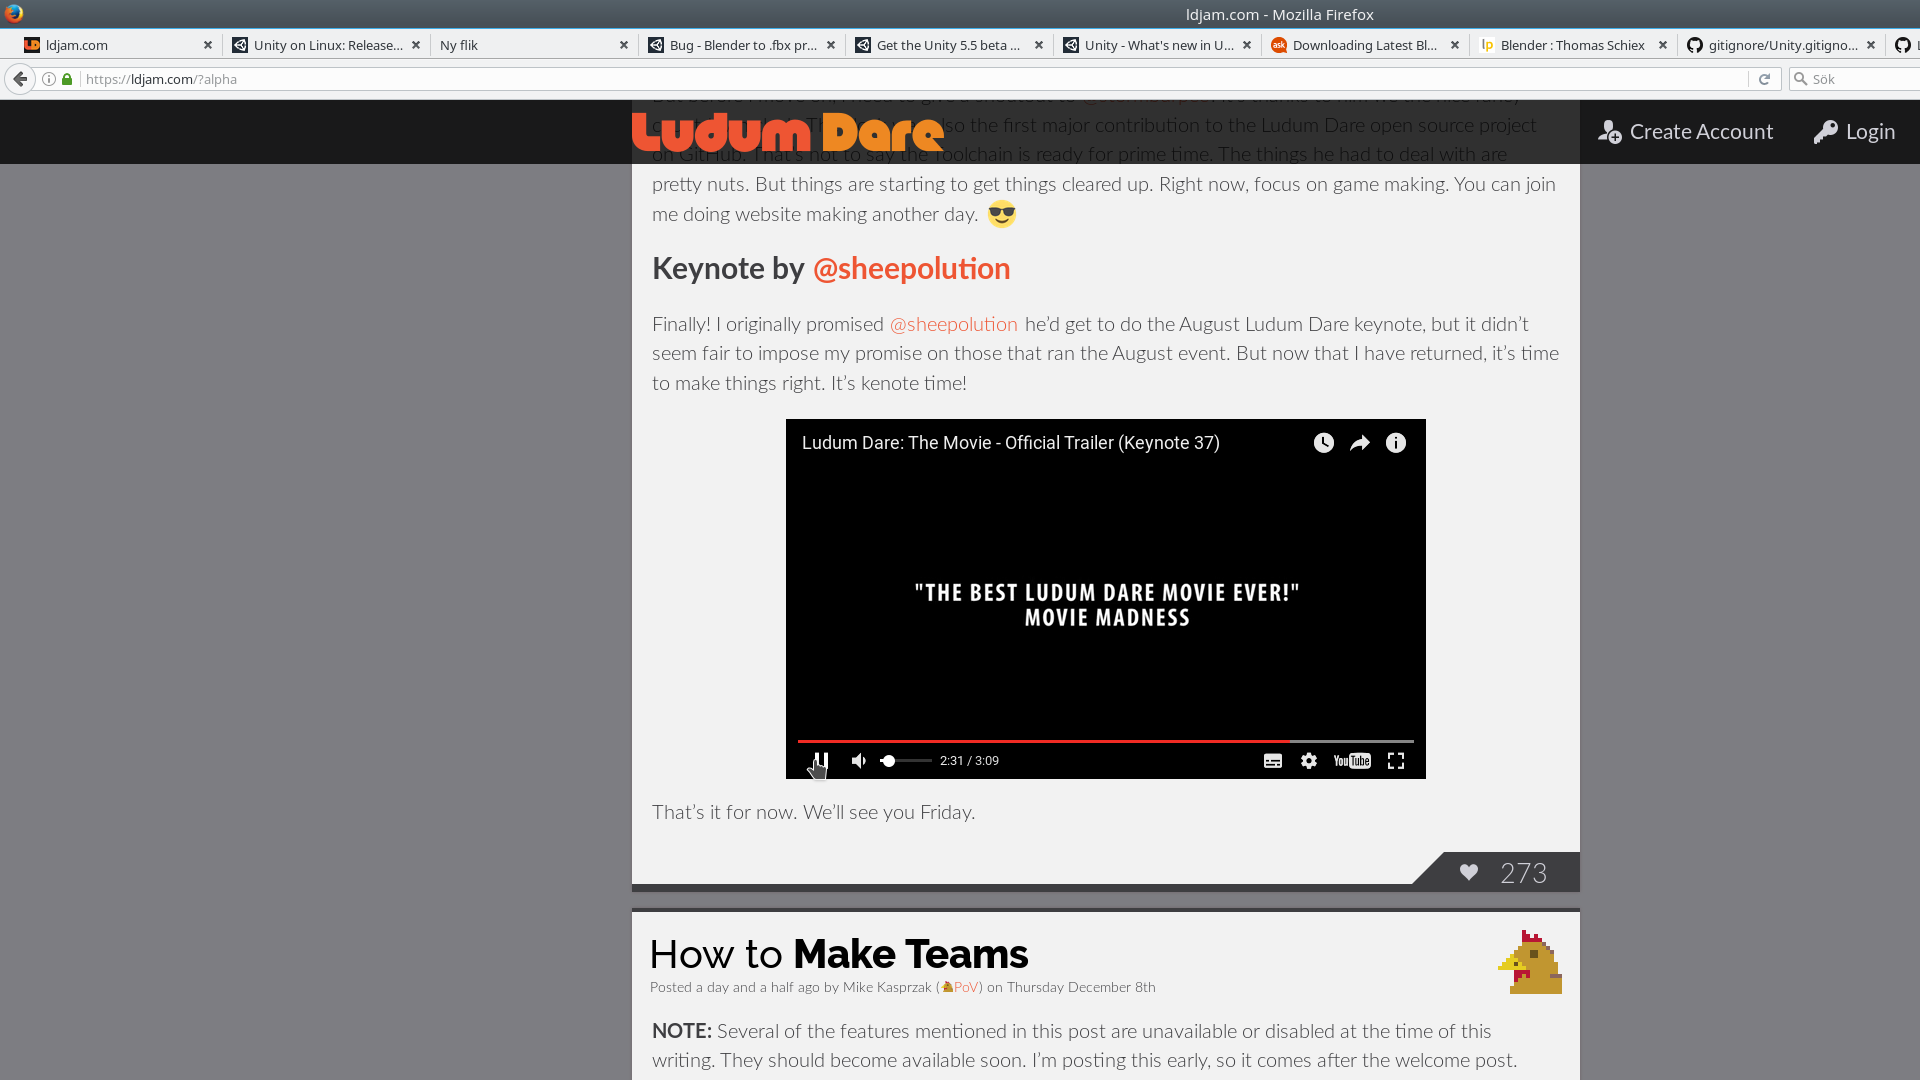 ldjam.com - Mozilla Firefox
ldjam.com
Unity on Linux: Release...
Ny flik
Bug - Blender to .fbx pr...
Get the Unity 5.5 beta ...
Unity - What's new in U...
ask
Downloading Latest Bl...
lp
Blender : Thomas Schiex
gitignore/Unity.gitigno...
https://ldjam.com/?alpha
Sök
Ludum Dare
Create Account
Login
also the first major contribution to the Ludum Dare open source project
on GitHub. That's not to say the Toolchain is ready for prime time. The things he had to deal with are
pretty nuts. But things are starting to get things cleared up. Right now, focus on game making. You can join
me doing website making another day.
Keynote by @sheepolution
Finally! I originally promised @sheepolution he’d get to do the August Ludum Dare keynote, but it didn’t
seem fair to impose my promise on those that ran the August event. But now that I have returned, it’s time
to make things right. It’s kenote time!
Ludum Dare: The Movie - Official Trailer (Keynote 37)
"THE BEST LUDUM DARE MOVIE EVER!"
MOVIE MADNESS
2:31 / 3:09
YouTube
That’s it for now. We’ll see you Friday.
273
How to Make Teams
Posted a day and a half ago by Mike Kasprzak (PoV) on Thursday December 8th
NOTE: Several of the features mentioned in this post are unavailable or disabled at the time of this
writing. They should become available soon. I’m posting this early, so it comes after the welcome post.